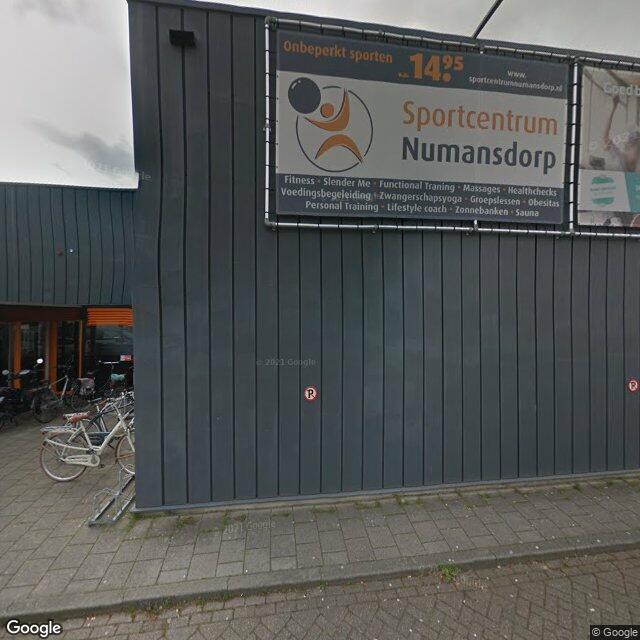 Onbeperkt sporten v.a. 14.95
www.
sportcentrumnumansdorp.nl
Sportcentrum
Numansdorp
Fitness • Slender Me • Functional Traning • Massages • Healthchecks
Voedingsbegeleiding • Zwangerschapsyoga • Groepslessen • Obesitas
Personal Training • Lifestyle coach • Zonnebanken • Sauna
Goed b
P
P
© 2021 Google
Google
© Google